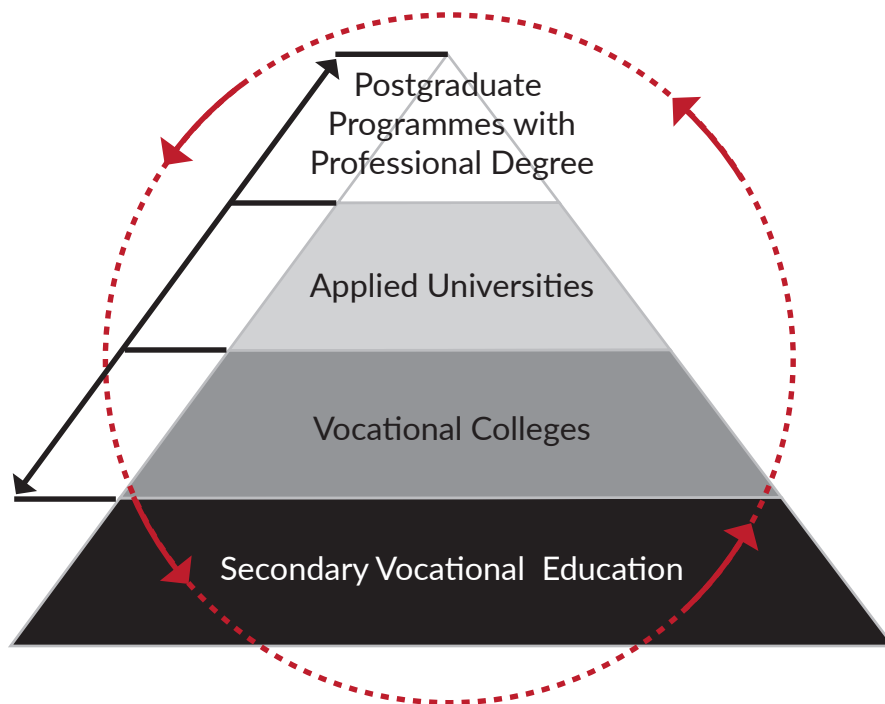 Postgraduate
Programmes with
Professional Degree
Applied Universities
Vocational Colleges
Secondary Vocational Education